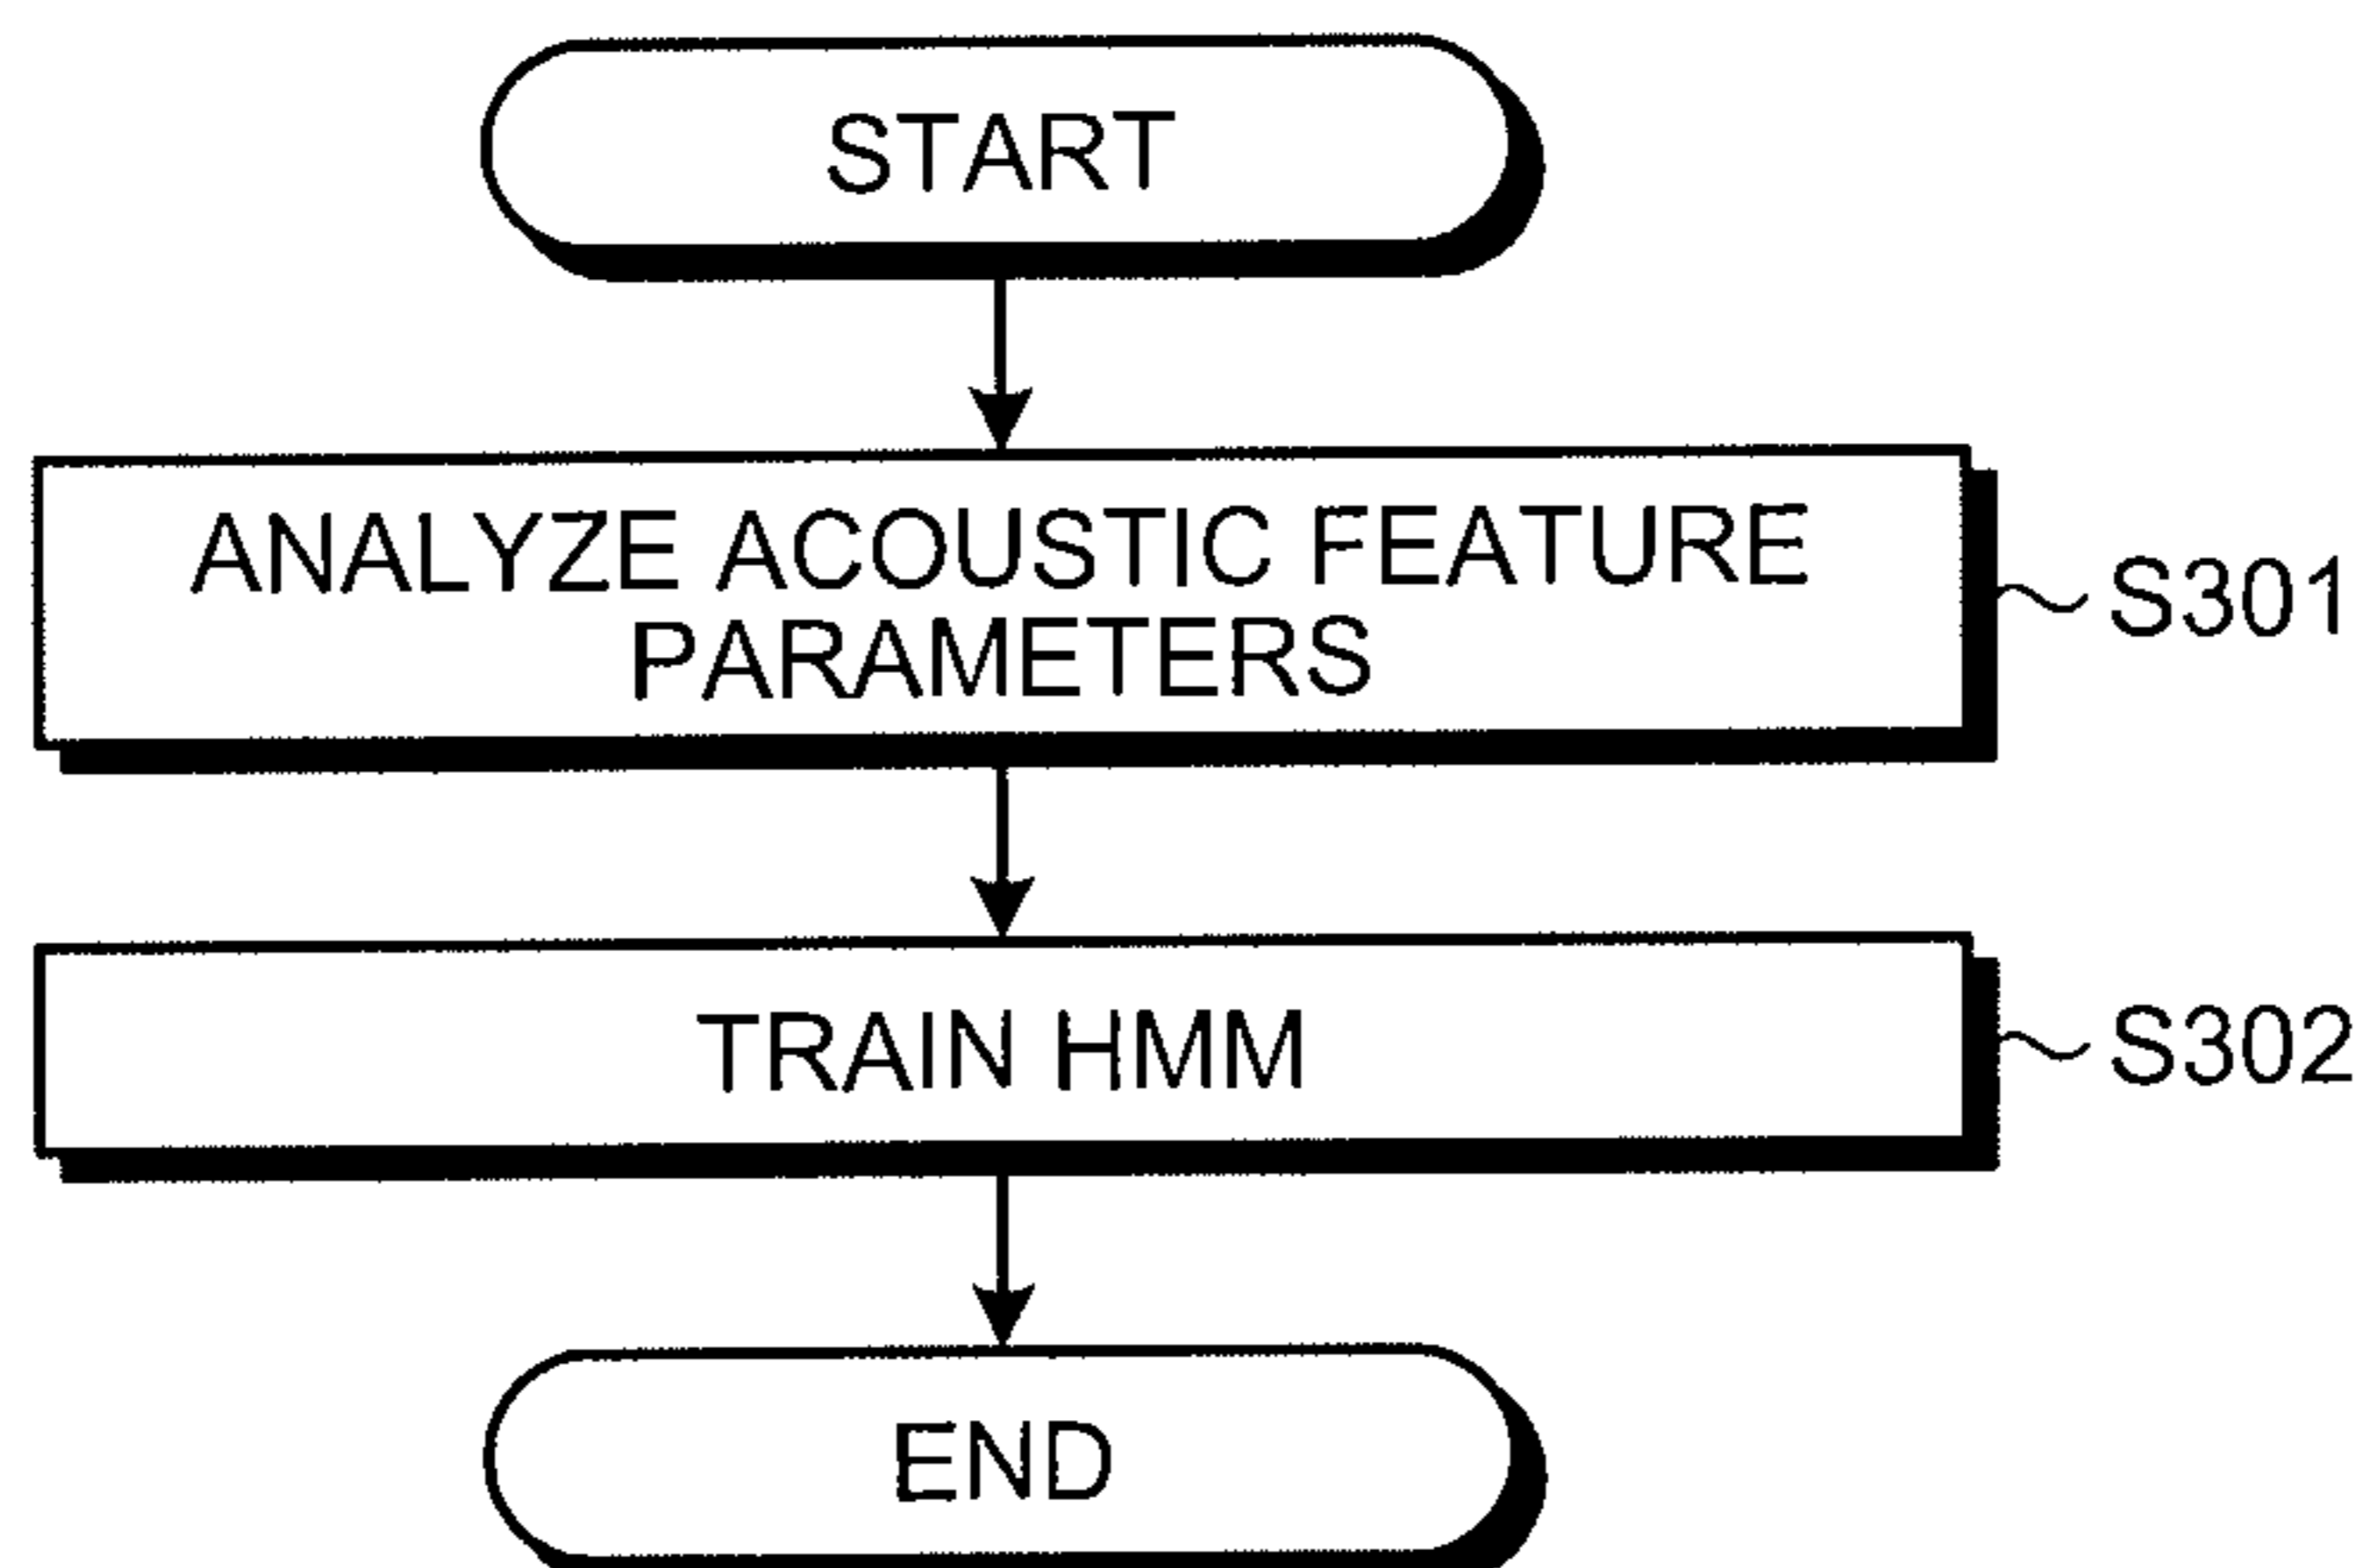 START
ANALYZE ACOUSTIC FEATURE
PARAMETERS
S301
TRAIN HMM
S302
END